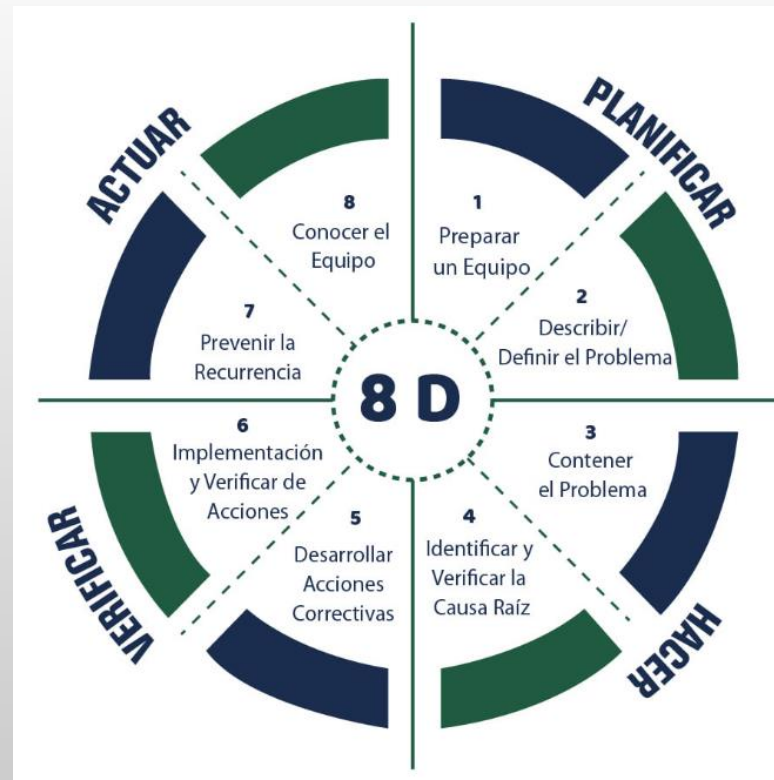 8 D
PLANIFICAR
1
Preparar
un Equipo
2
Describir/
Definir el Problema
HACER
3
Contener
el Problema
4
Identificar y
Verificar la
Causa Raíz
VERIFICAR
5
Desarrollar
Acciones
Correctivas
6
Implementación
y Verificar de
Acciones
ACTUAR
7
Prevenir la
Recurrencia
8
Conocer el
Equipo